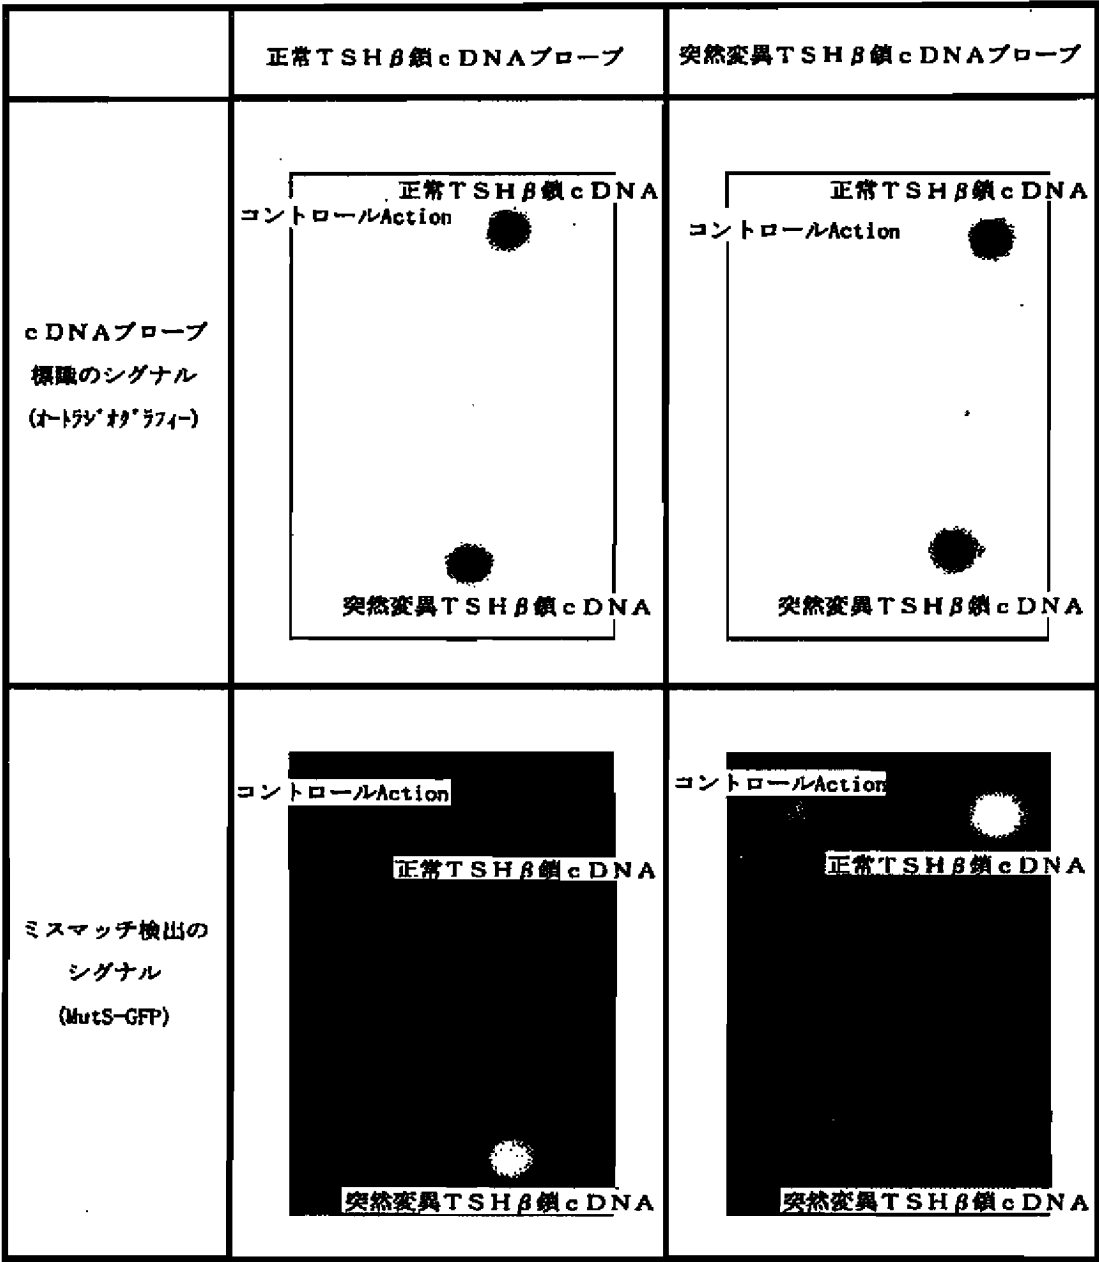 正常TSHβ鎖cDNAプローブ
突然変異TSHβ鎖cDNAプローブ
cDNAプローブ
標識のシグナル
(ｵｰﾄﾗｼﾞｵｸﾞﾗﾌｨｰ)
正常TSHβ鎖cDNA
コントロールAction
突然変異TSHβ鎖cDNA
正常TSHβ鎖cDNA
コントロールAction
突然変異TSHβ鎖cDNA
ミスマッチ検出の
シグナル
(MutS-GFP)
コントロールAction
正常TSHβ鎖cDNA
突然変異TSHβ鎖cDNA
コントロールAction
正常TSHβ鎖cDNA
突然変異TSHβ鎖cDNA